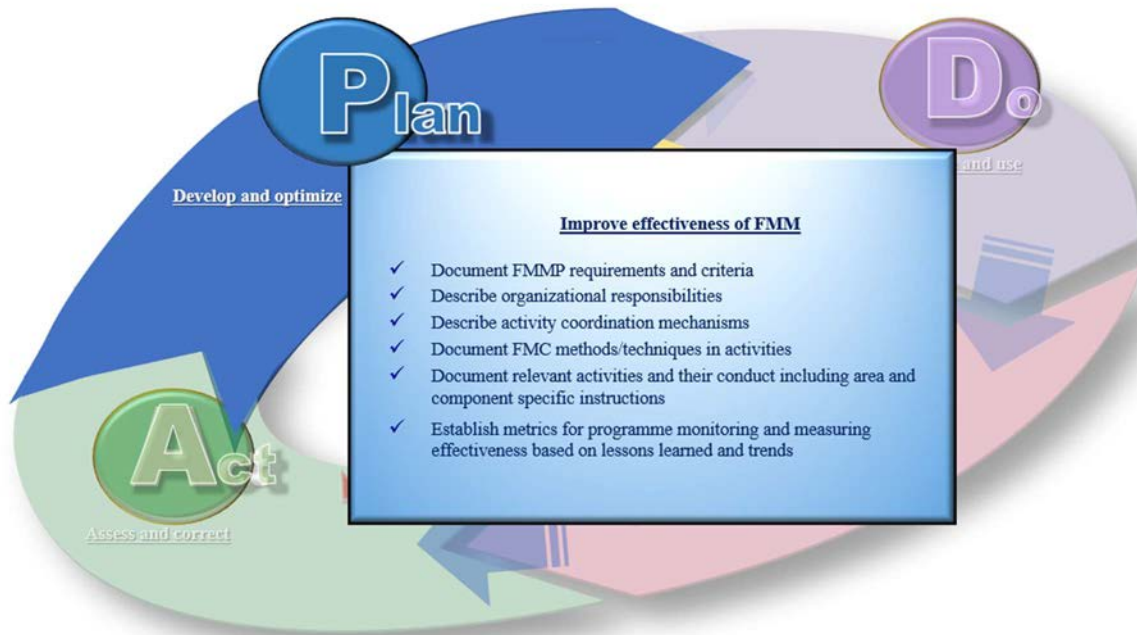 Plan
Do
and use
Develop and optimize
Improve effectiveness of FMM
✓ Document FMMP requirements and criteria
✓ Describe organizational responsibilities
✓ Describe activity coordination mechanisms
✓ Document FMC methods/techniques in activities
✓ Document relevant activities and their conduct including area and
component specific instructions
✓ Establish metrics for programme monitoring and measuring
effectiveness based on lessons learned and trends
Act
Assess and correct